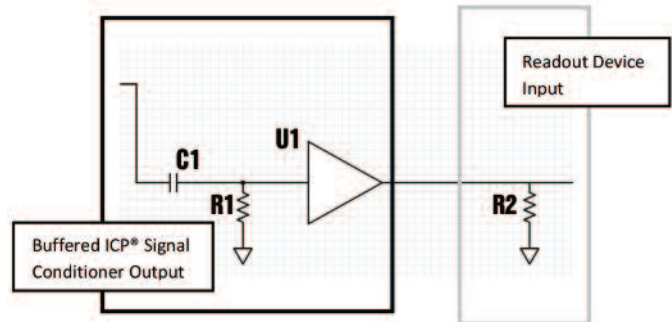 Readout Device
Input
U1
C1
R1
R2
Buffered ICP® Signal
Conditioner Output